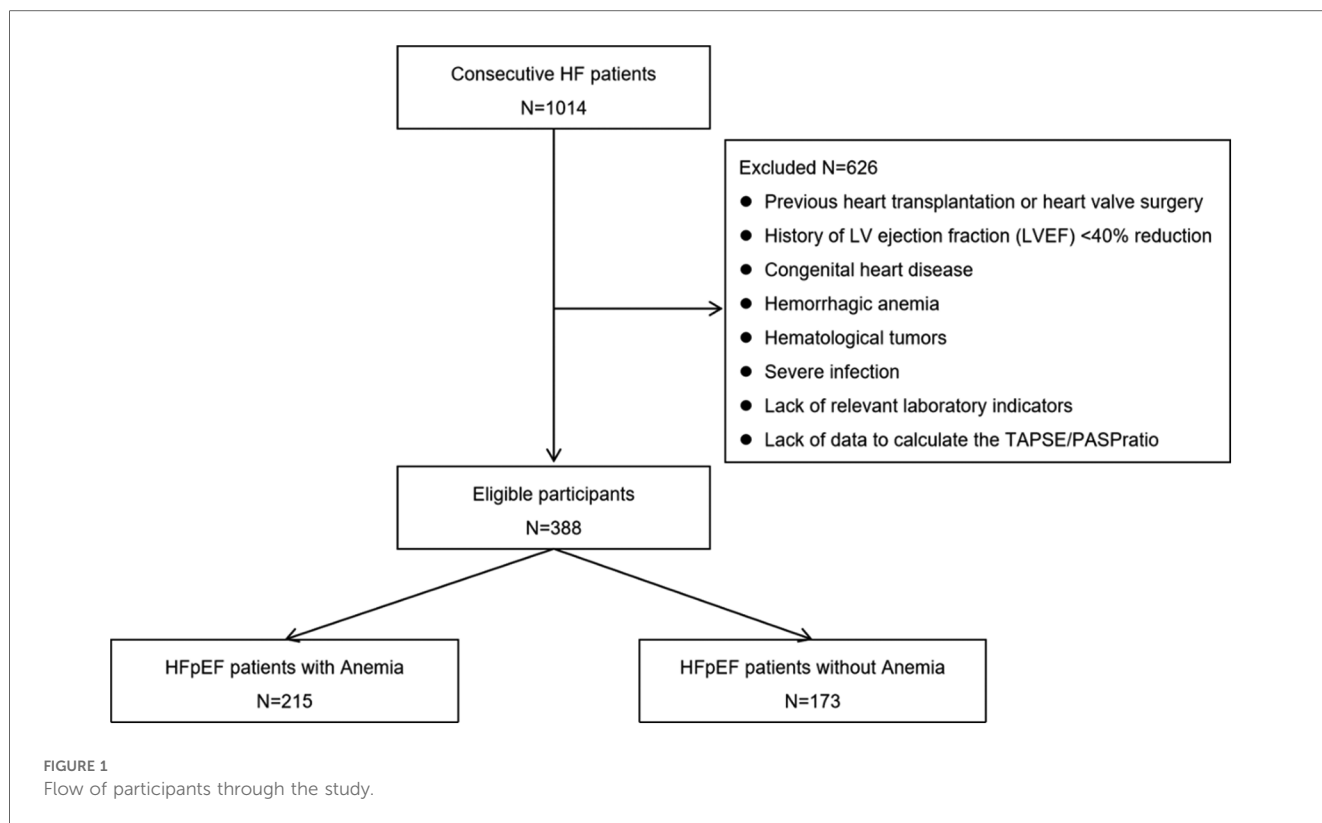 Consecutive HF patients
N=1014
Excluded N=626
● Previous heart transplantation or heart valve surgery
● History of LV ejection fraction (LVEF) <40% reduction
● Congenital heart disease
● Hemorrhagic anemia
● Hematological tumors
● Severe infection
● Lack of relevant laboratory indicators
● Lack of data to calculate the TAPSE/PASPratio
Eligible participants
N=388
HFpEF patients with Anemia
N=215
HFpEF patients without Anemia
N=173
FIGURE 1
Flow of participants through the study.